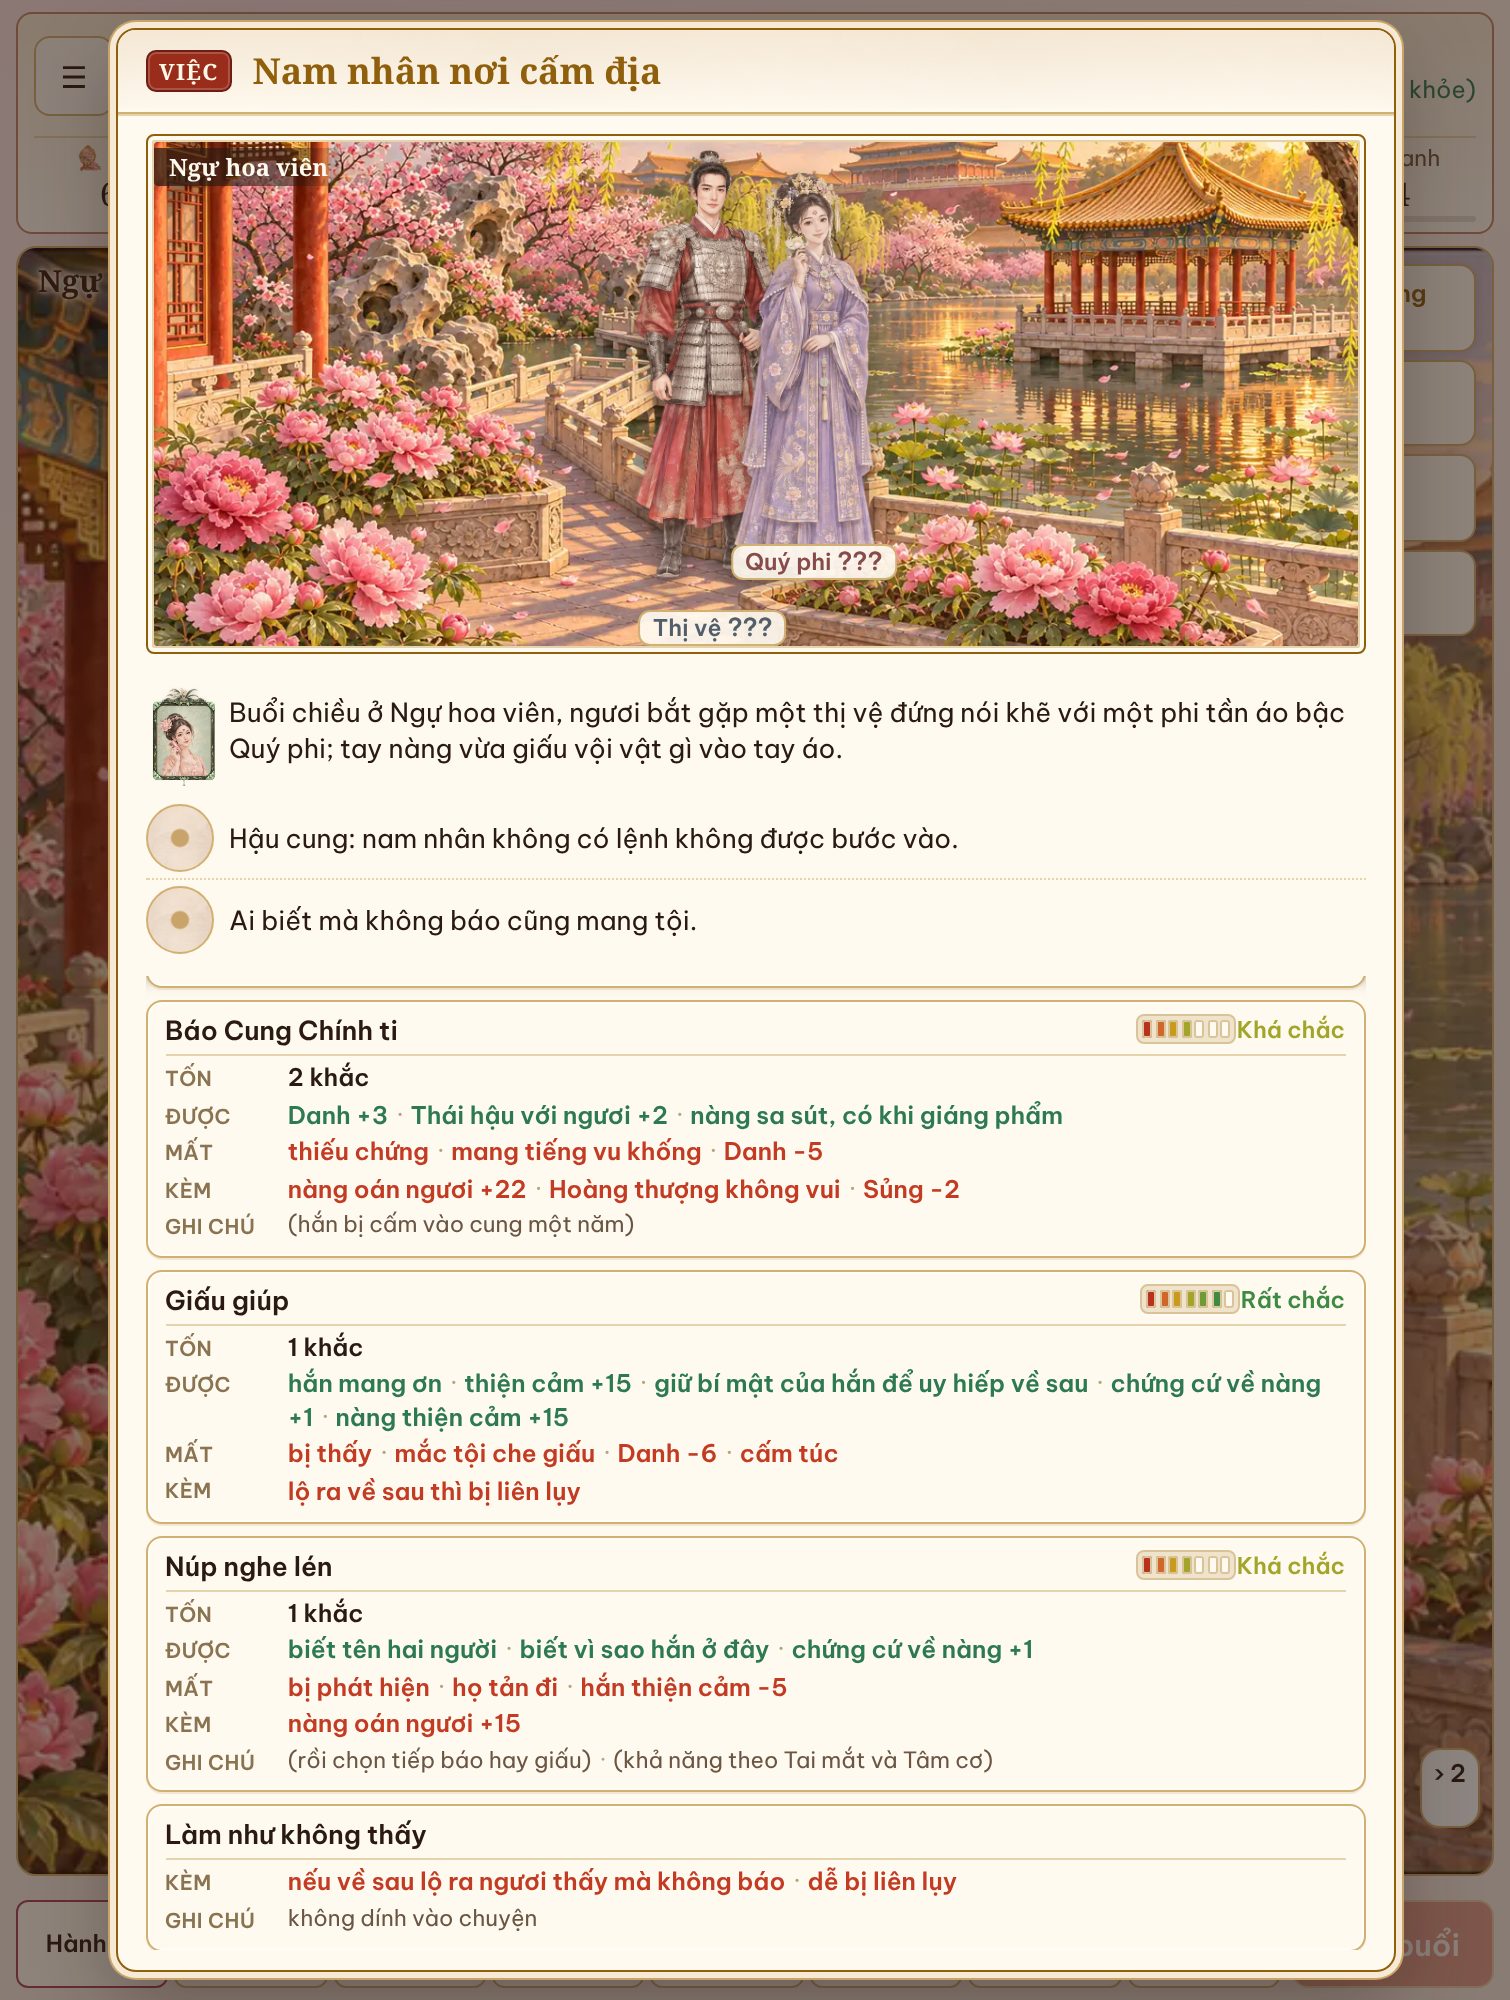 ☰
VIỆC
Nam nhân nơi cấm địa
khỏe)
anh
Ngự
ng
Ngự hoa viên
Quý phi ???
Thị vệ ???
Buổi chiều ở Ngự hoa viên, ngươi bắt gặp một thị vệ đứng nói khẽ với một phi tần áo bậc
Quý phi; tay nàng vừa giấu vội vật gì vào tay áo.
Hậu cung: nam nhân không có lệnh không được bước vào.
Ai biết mà không báo cũng mang tội.
Báo Cung Chính ti
Khá chắc
TỐN 2 khắc
ĐƯỢC Danh +3 · Thái hậu với ngươi +2 · nàng sa sút, có khi giáng phẩm
MẤT thiếu chứng · mang tiếng vu khống · Danh -5
KÈM nàng oán ngươi +22 · Hoàng thượng không vui · Sủng -2
GHI CHÚ (hắn bị cấm vào cung một năm)
Giấu giúp
Rất chắc
TỐN 1 khắc
ĐƯỢC hắn mang ơn · thiện cảm +15 · giữ bí mật của hắn để uy hiếp về sau · chứng cứ về nàng
+1 · nàng thiện cảm +15
MẤT bị thấy · mắc tội che giấu · Danh -6 · cấm túc
KÈM lộ ra về sau thì bị liên lụy
Núp nghe lén
Khá chắc
TỐN 1 khắc
ĐƯỢC biết tên hai người · biết vì sao hắn ở đây · chứng cứ về nàng +1
MẤT bị phát hiện · họ tản đi · hắn thiện cảm -5
KÈM nàng oán ngươi +15
GHI CHÚ (rồi chọn tiếp báo hay giấu) · (khả năng theo Tai mắt và Tâm cơ)
› 2
Làm như không thấy
KÈM nếu về sau lộ ra ngươi thấy mà không báo · dễ bị liên lụy
GHI CHÚ không dính vào chuyện
Hành
buổi